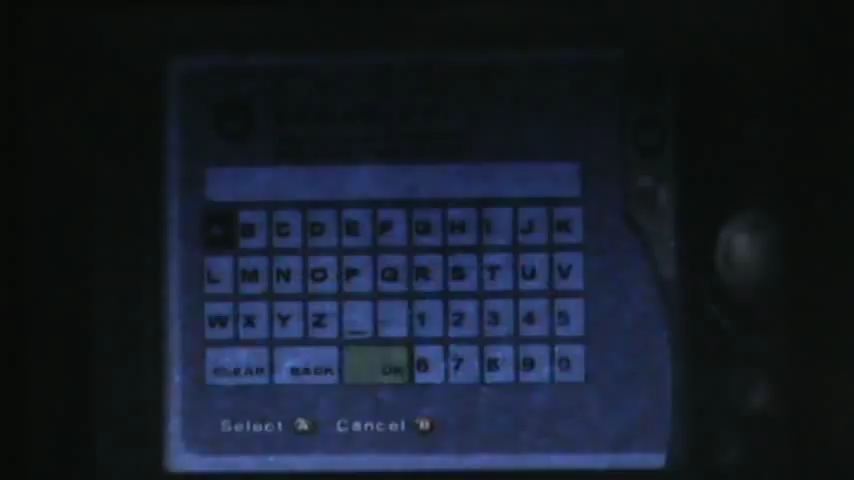 A B C D E F G H I J K
L M N O P Q R S T U V
W X Y Z _ - 1 2 3 4 5
CLEAR BACK OK 6 7 8 9 0
Select A Cancel B